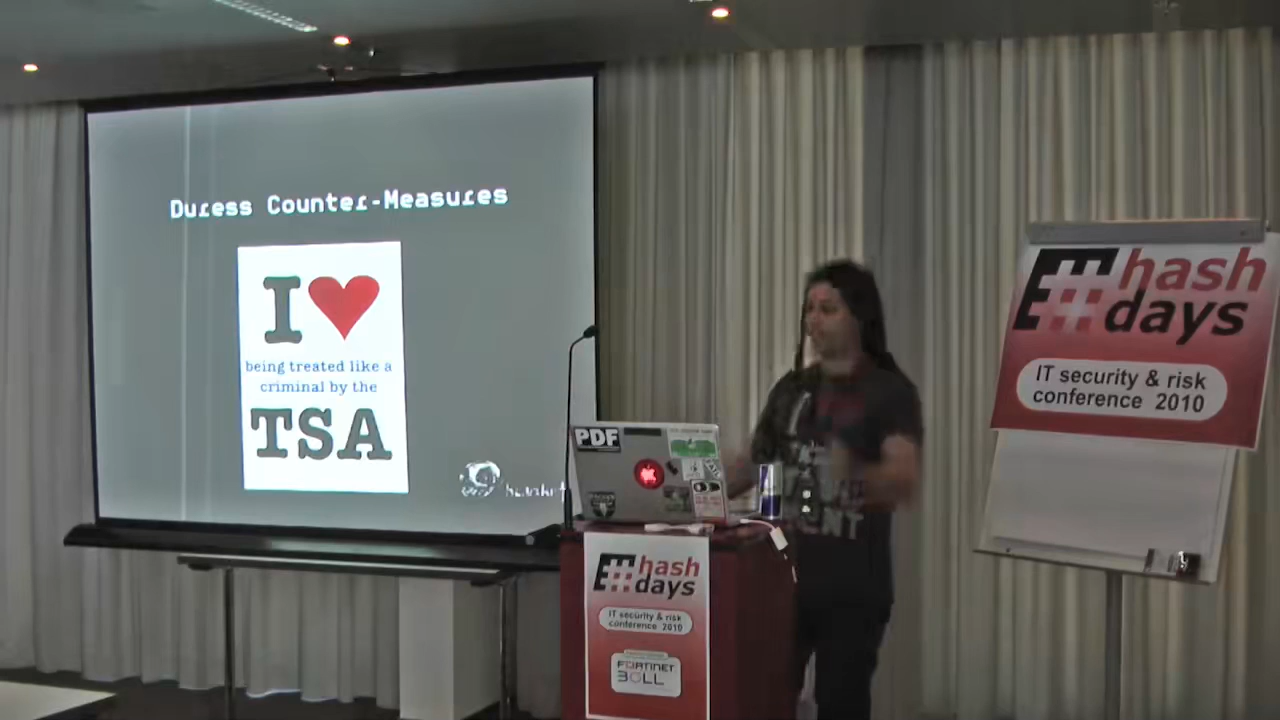 Duress Counter-Measures
I
being treated like a
criminal by the
TSA
PDF
hash
days
IT security & risk
conference 2010
hash
days
IT security & risk
conference 2010
FORTINET
BOLL